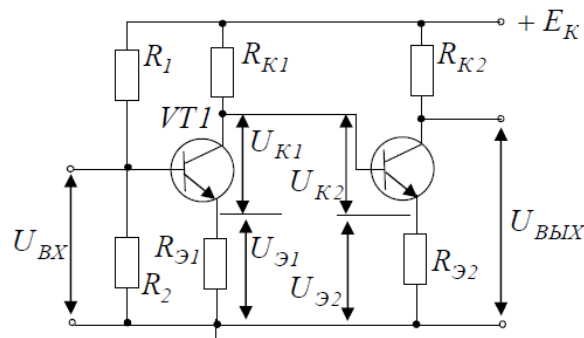 + E_К
R_1
R_К1
R_К2
VT1
U_К1
U_К2
U_ВХ
R_Э1
U_Э1
U_ВЫХ
R_2
U_Э2
R_Э2